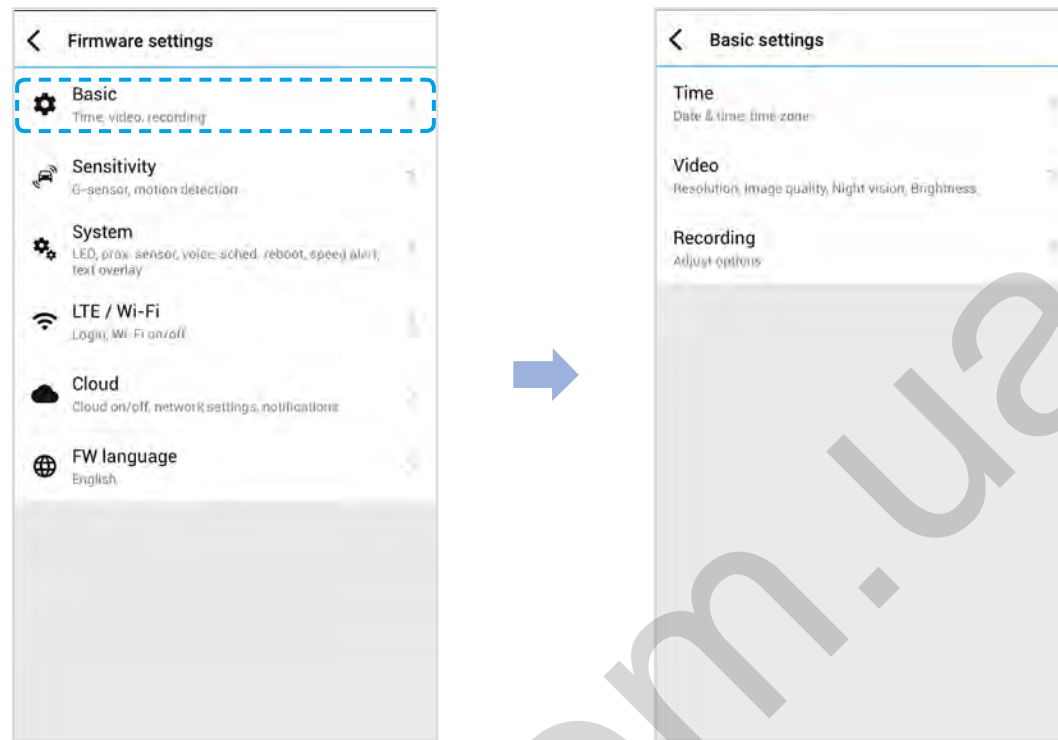 Firmware settings
Basic
Time, video, recording
Sensitivity
G-sensor, motion detection
System
LED, prox. sensor, voice, sched. reboot, speed alert,
text overlay
LTE / Wi-Fi
Login, Wi-Fi on/off
Cloud
Cloud on/off, network settings, notifications
FW language
English
Basic settings
Time
Date & time, time zone
Video
Resolution, Image quality, Night vision, Brightness
Recording
Adjust options
m.ua